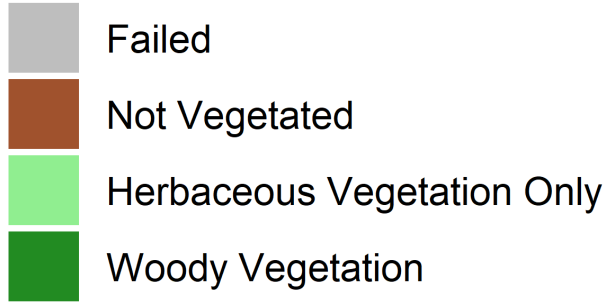 Failed
Not Vegetated
Herbaceous Vegetation Only
Woody Vegetation